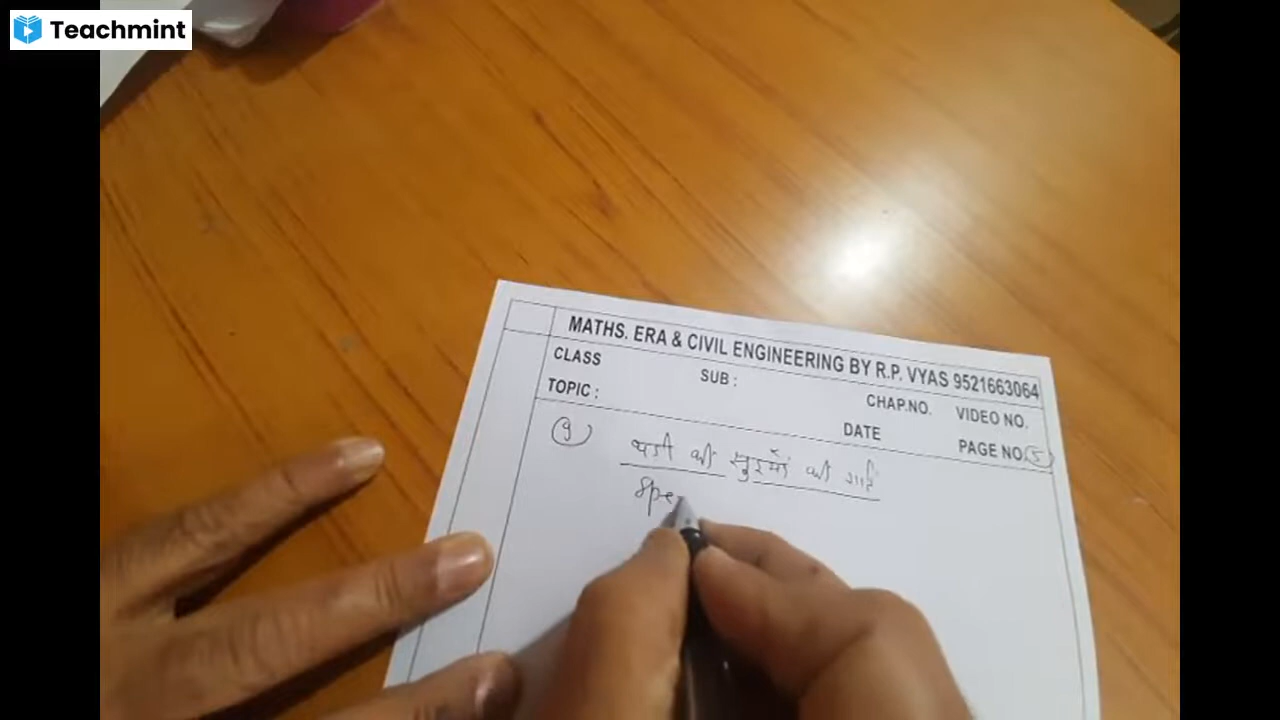 Teachmint
MATHS. ERA & CIVIL ENGINEERING BY R.P. VYAS 9521663064
CLASS
SUB :
CHAP.NO. VIDEO NO.
TOPIC :
DATE
PAGE NO. 5
9 घडी की सुइयों की गति
Spe